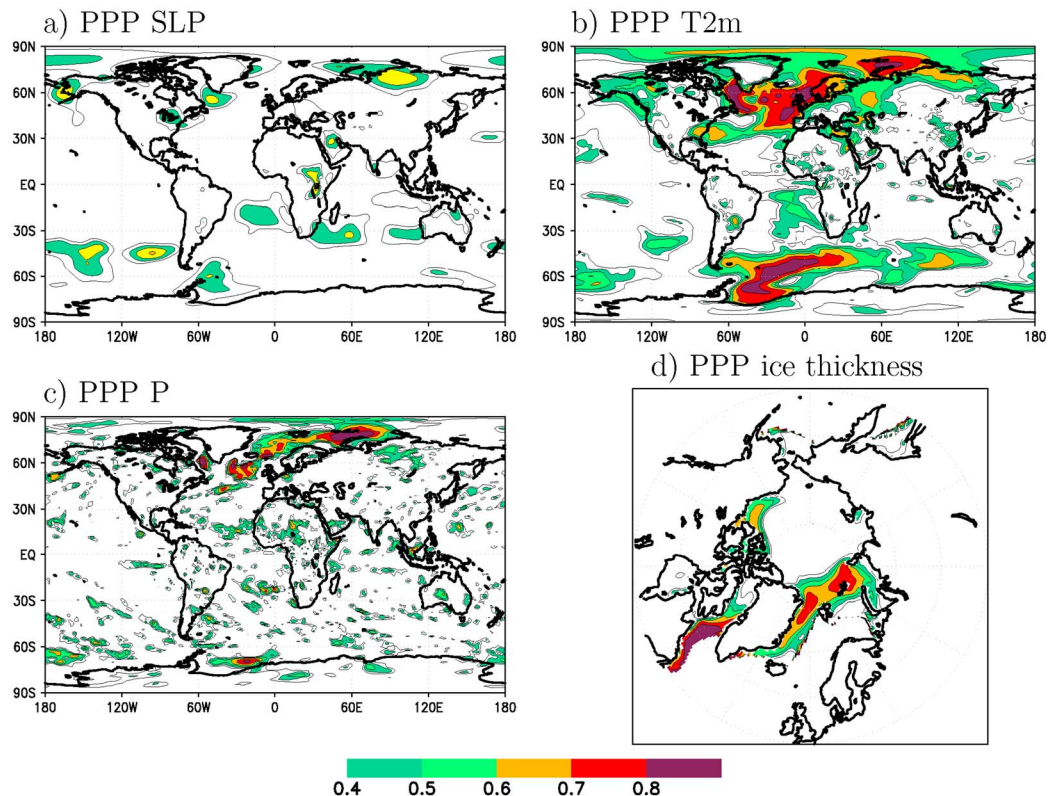 a) PPP SLP
90N
60N
30N
EQ
30S
60S
90S
180 120W 60W 0 60E 120E 180
b) PPP T2m
90N
60N
30N
EQ
30S
60S
90S
180 120W 60W 0 60E 120E 180
c) PPP P
90N
60N
30N
EQ
30S
60S
90S
180 120W 60W 0 60E 120E 180
d) PPP ice thickness
0.4 0.5 0.6 0.7 0.8